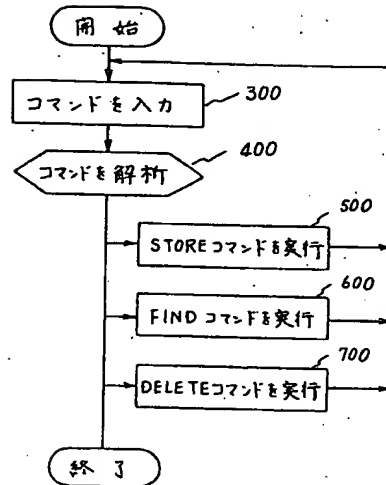 開始
コマンドを入力
300
コマンドを解析
400
500
STOREコマンドを実行
600
FINDコマンドを実行
700
DELETEコマンドを実行
終了